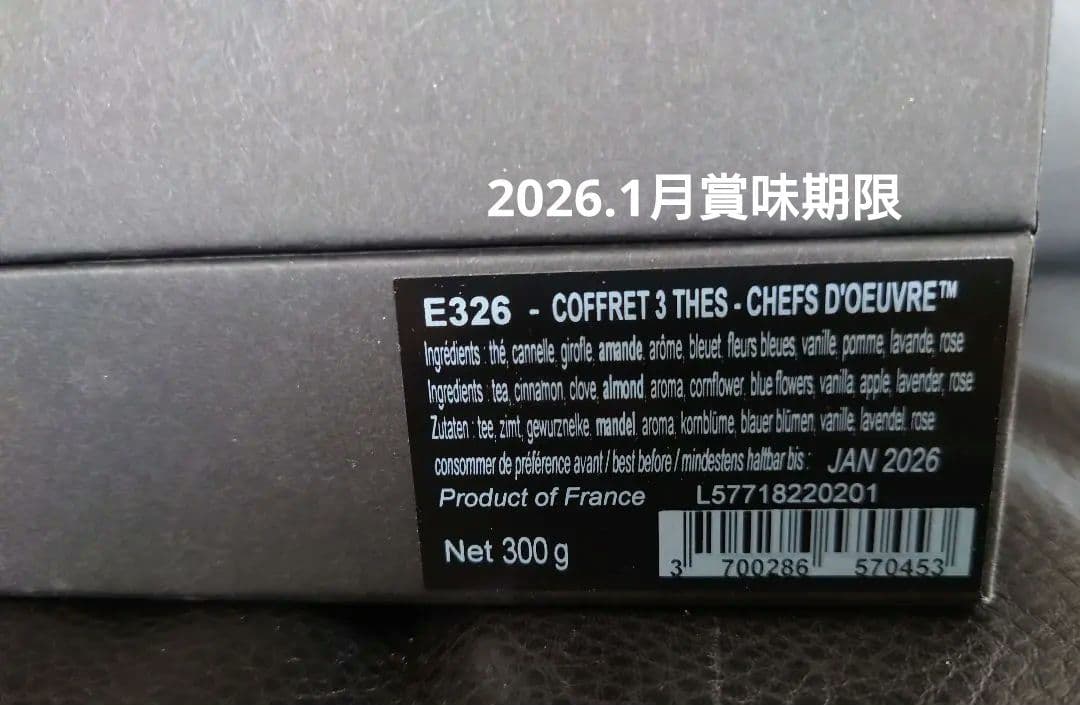 2026.1月賞味期限
E326 - COFFRET 3 THES - CHEFS D'OEUVRE™
Ingrédients : thé, cannelle, girofle, amande, arôme, bleuet, fleurs bleues, vanille, pomme, lavande, rose
Ingredients : tea, cinnamon, clove, almond, aroma, cornflower, blue flowers, vanilla, apple, lavender, rose
Zutaten : tee, zimt, gewurznelke, mandel, aroma, kornblüme, blauer blümen, vanille, lavendel, rose
consommer de préférence avant / best before / mindestens haltbar bis : JAN 2026
Product of France L57718220201
Net 300 g
3 700286 570453